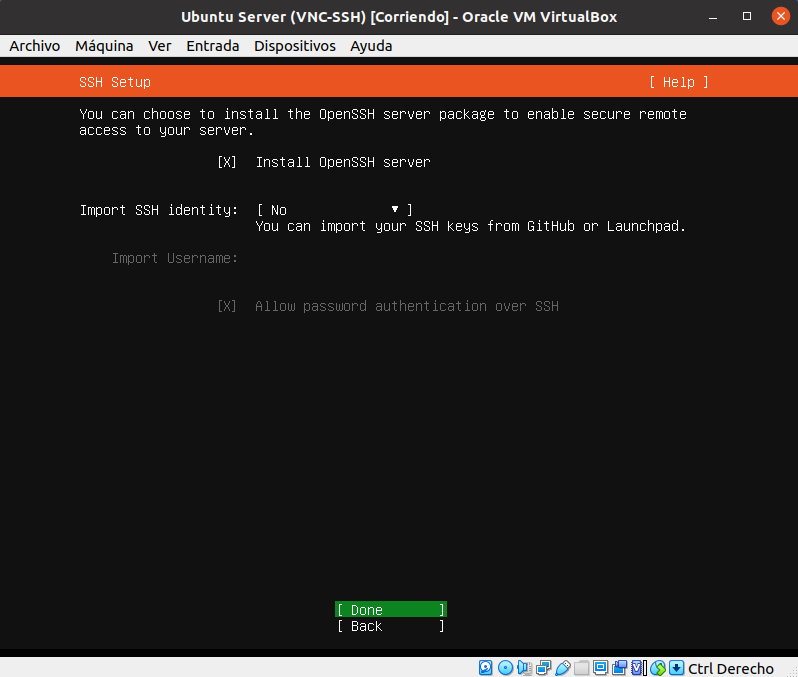 Ubuntu Server (VNC-SSH) [Corriendo] - Oracle VM VirtualBox
Archivo Máquina Ver Entrada Dispositivos Ayuda
SSH Setup [ Help ]
You can choose to install the OpenSSH server package to enable secure remote
access to your server.
[X] Install OpenSSH server
Import SSH identity: [ No ▾ ]
You can import your SSH keys from GitHub or Launchpad.
Import Username:
[X] Allow password authentication over SSH
[ Done ]
[ Back ]
Ctrl Derecho